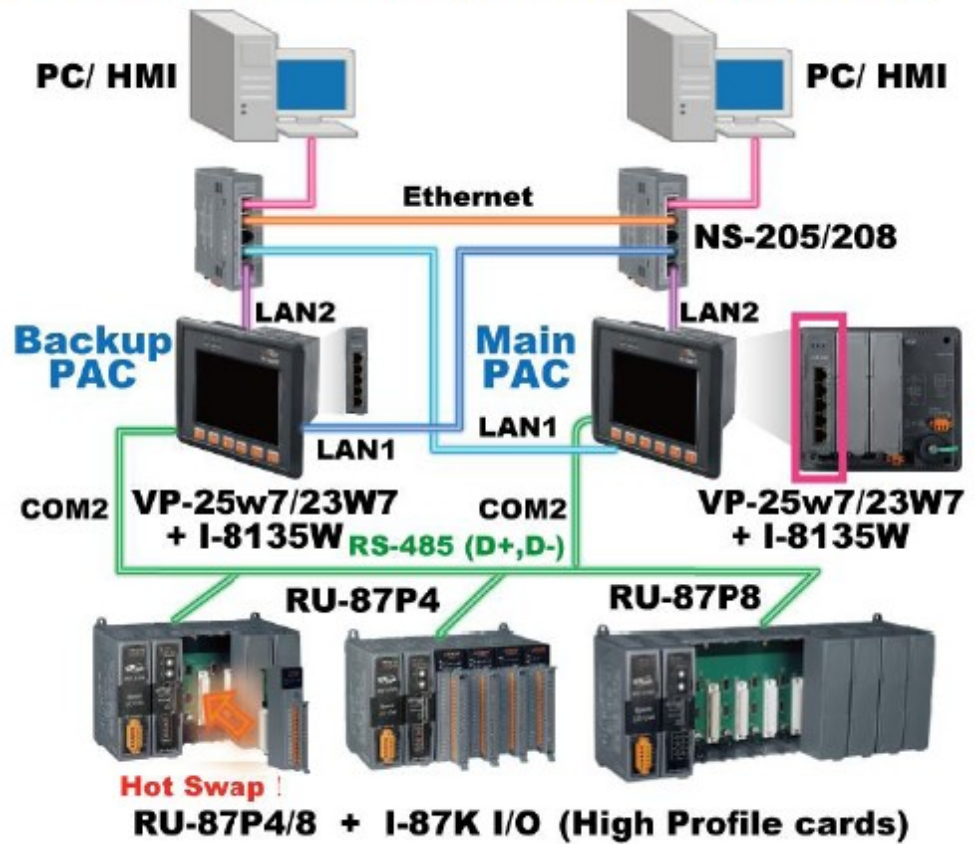 PC/ HMI
PC/ HMI
Ethernet
NS-205/208
LAN2
LAN2
Backup
PAC
Main
PAC
LAN1
LAN1
COM2
COM2
VP-25w7/23W7
+ I-8135W
VP-25w7/23W7
+ I-8135W
RS-485 (D+,D-)
RU-87P4
RU-87P8
Hot Swap !
RU-87P4/8 + I-87K I/O (High Profile cards)